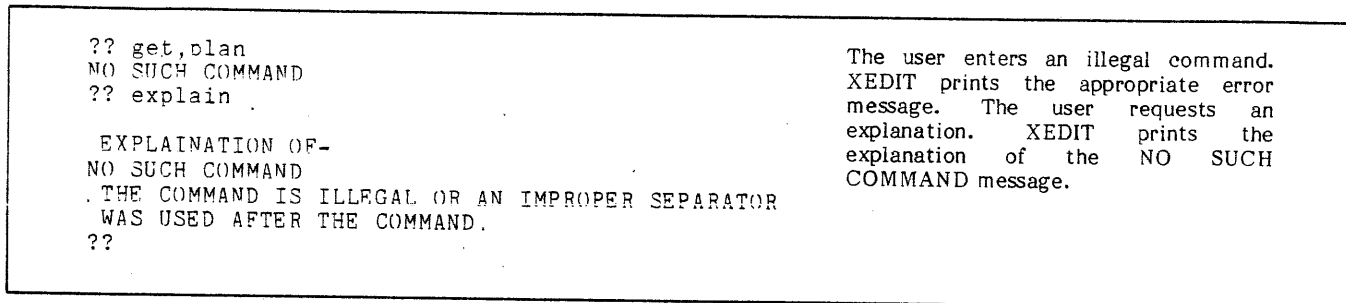 ?? get,plan
NO SUCH COMMAND
?? explain
EXPLAINATION OF-
NO SUCH COMMAND
. THE COMMAND IS ILLEGAL OR AN IMPROPER SEPARATOR
WAS USED AFTER THE COMMAND.
??
The user enters an illegal command.
XEDIT prints the appropriate error
message. The user requests an
explanation. XEDIT prints the
explanation of the NO SUCH
COMMAND message.